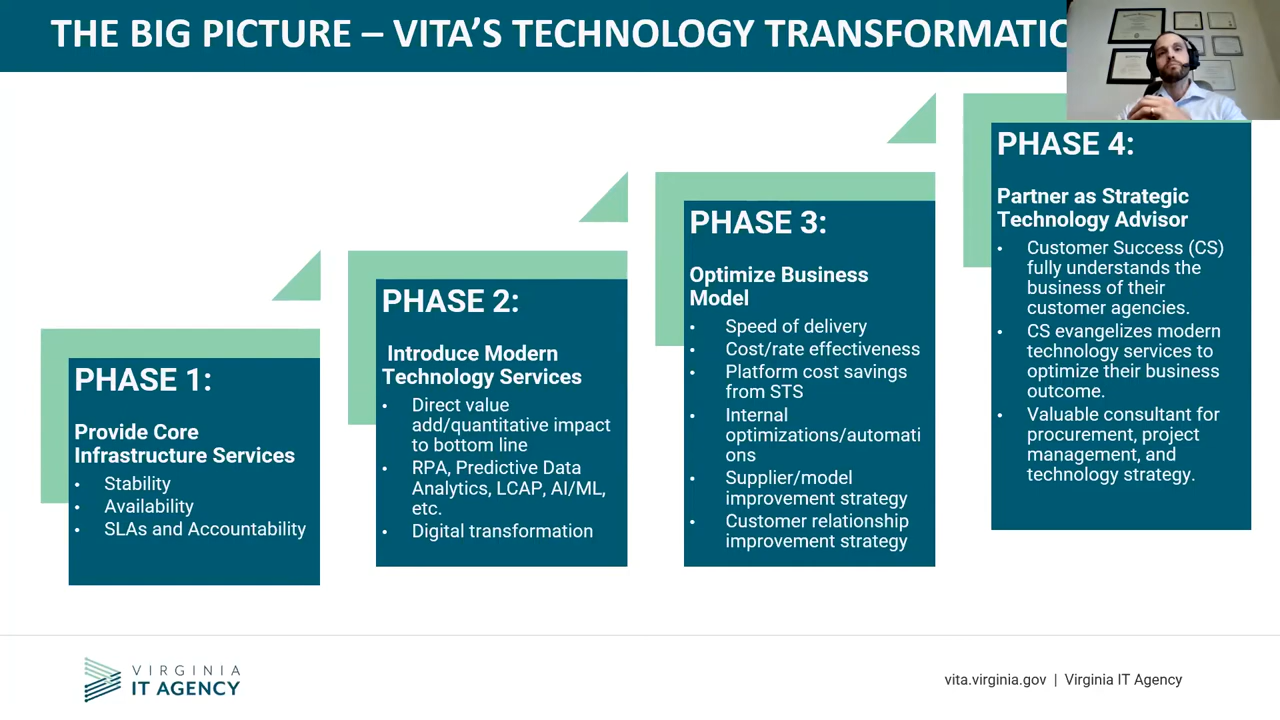 THE BIG PICTURE – VITA'S TECHNOLOGY TRANSFORMATIO
PHASE 1:
Provide Core
Infrastructure Services
• Stability
• Availability
• SLAs and Accountability
PHASE 2:
Introduce Modern
Technology Services
• Direct value
add/quantitative impact
to bottom line
• RPA, Predictive Data
Analytics, LCAP, AI/ML,
etc.
• Digital transformation
PHASE 3:
Optimize Business
Model
• Speed of delivery
• Cost/rate effectiveness
• Platform cost savings
from STS
• Internal
optimizations/automati
ons
• Supplier/model
improvement strategy
• Customer relationship
improvement strategy
PHASE 4:
Partner as Strategic
Technology Advisor
• Customer Success (CS)
fully understands the
business of their
customer agencies.
• CS evangelizes modern
technology services to
optimize their business
outcome.
• Valuable consultant for
procurement, project
management, and
technology strategy.
VIRGINIA
IT AGENCY
vita.virginia.gov | Virginia IT Agency